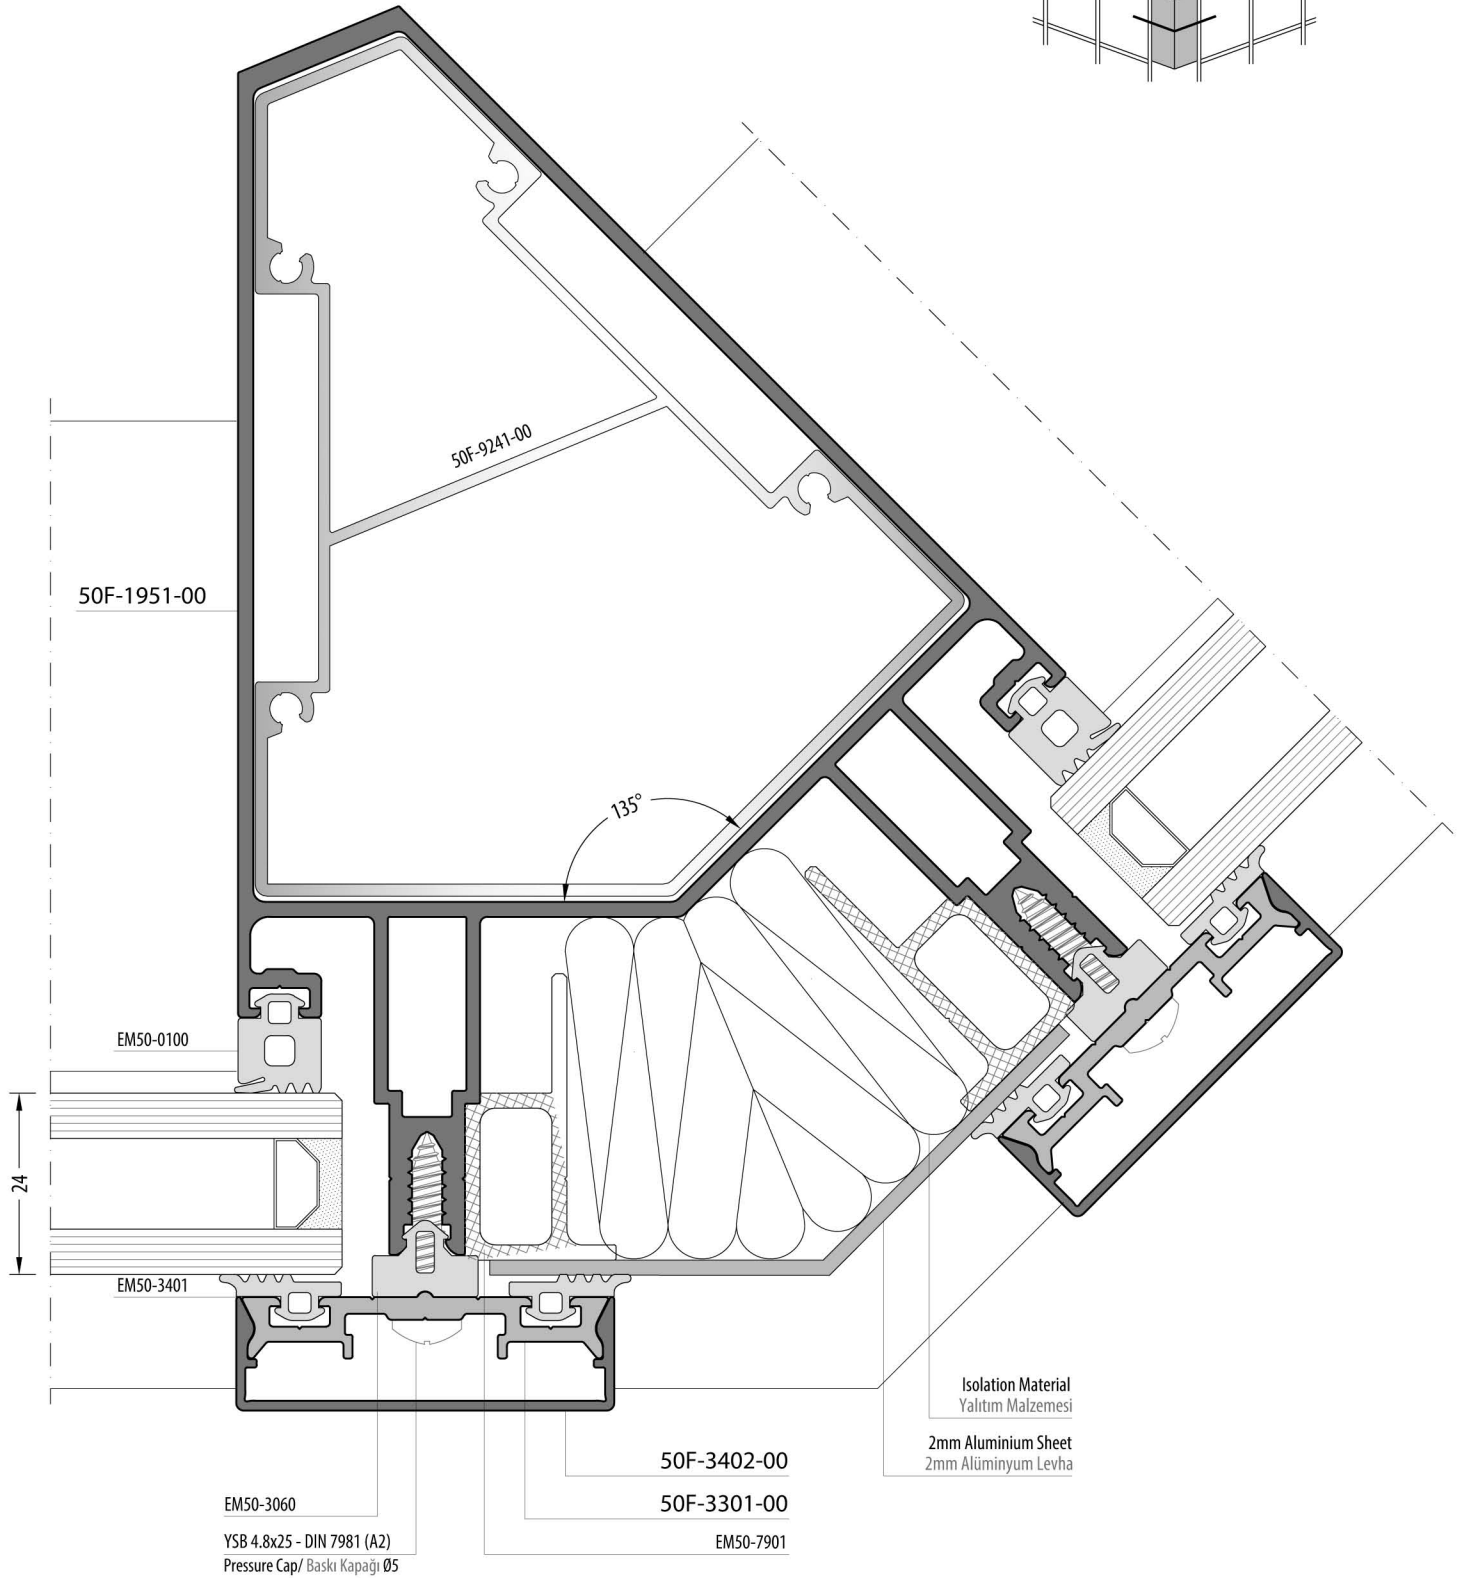 50F-9241-00
50F-1951-00
135°
EM50-0100
24
EM50-3401
Isolation Material
Yalıtım Malzemesi
2mm Aluminium Sheet
2mm Alüminyum Levha
50F-3402-00
50F-3301-00
EM50-3060
YSB 4.8x25 - DIN 7981 (A2)
EM50-7901
Pressure Cap/ Baskı Kapağı Ø5